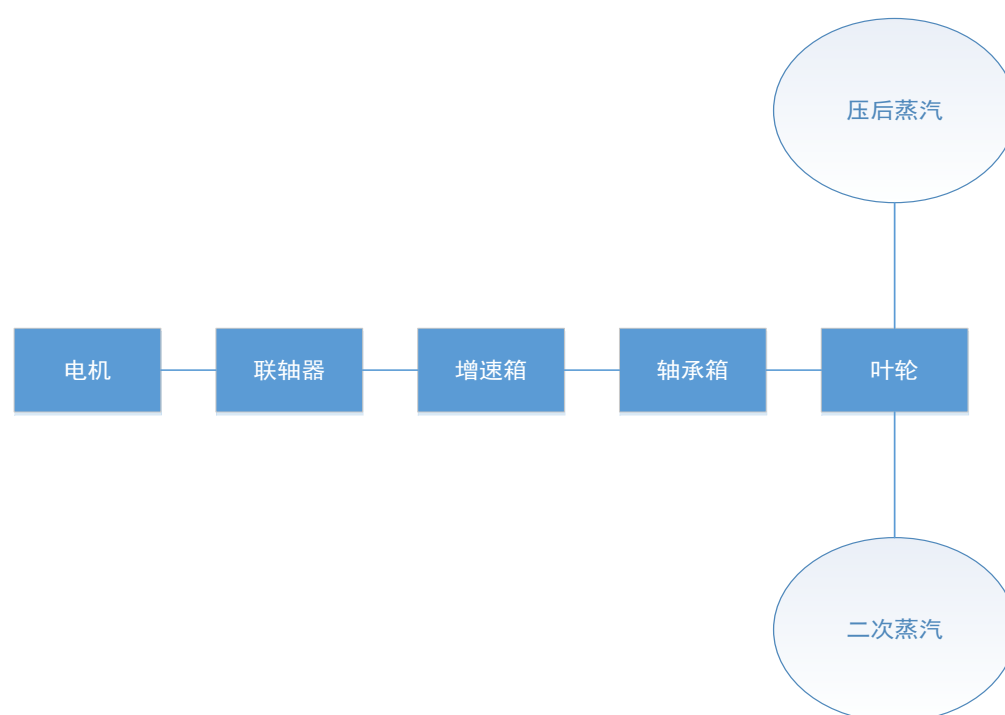 压后蒸汽
电机
联轴器
增速箱
轴承箱
叶轮
二次蒸汽